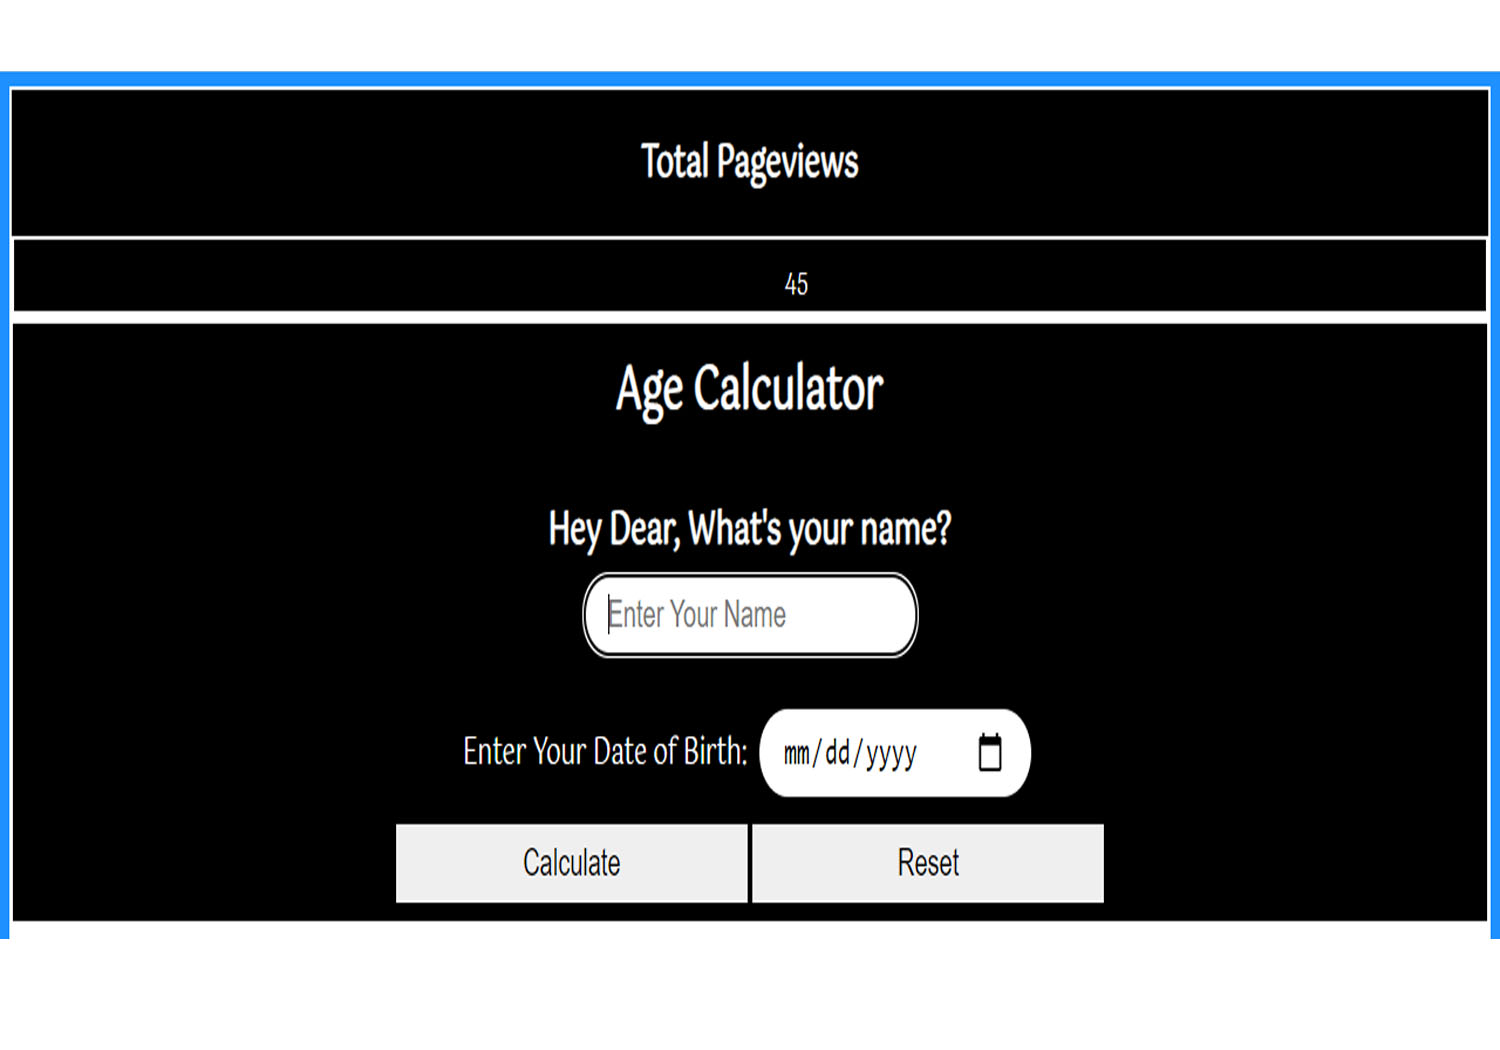 Total Pageviews
45
Age Calculator
Hey Dear, What's your name?
Enter Your Name
Enter Your Date of Birth: mm/dd/yyyy
Calculate Reset